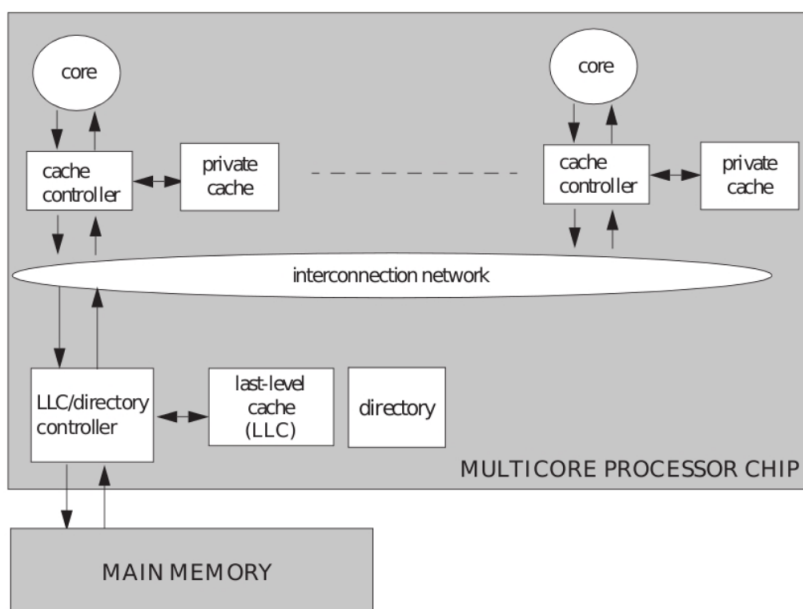 core
core
cache
controller
private
cache
cache
controller
private
cache
interconnection network
LLC/directory
controller
last-level
cache
(LLC)
directory
MULTICORE PROCESSOR CHIP
MAIN MEMORY